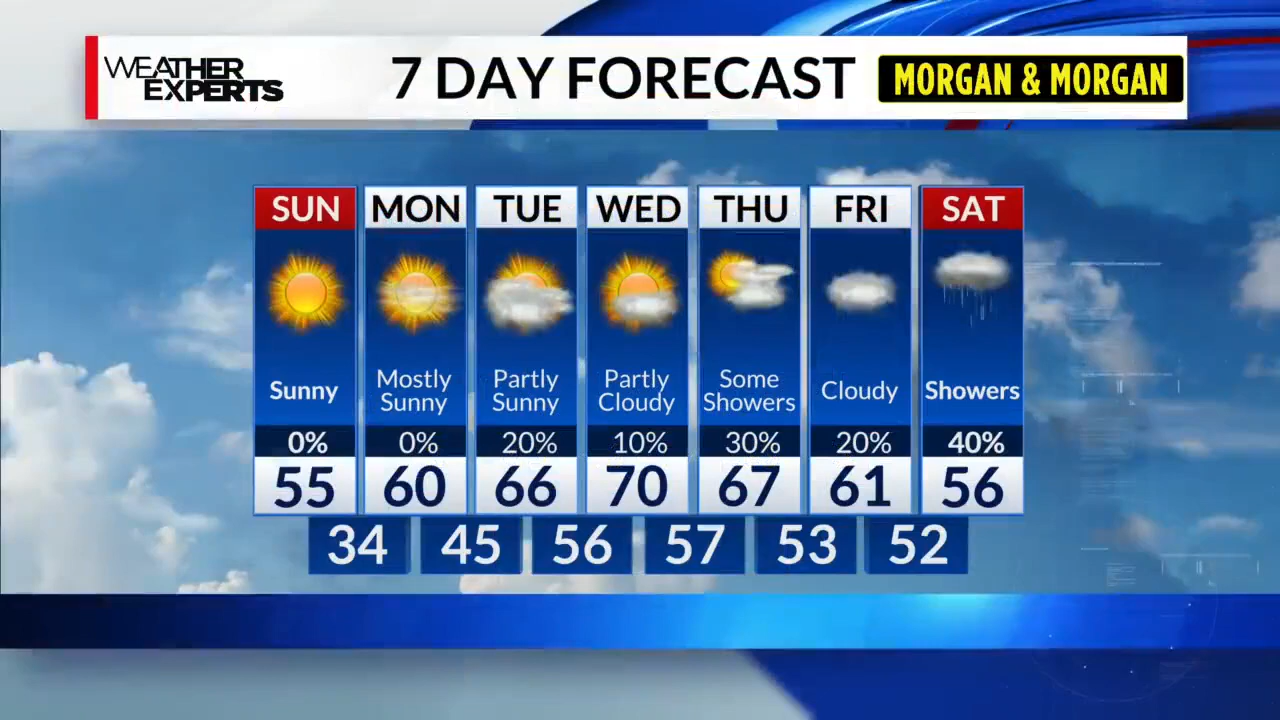 WEATHER
EXPERTS
7 DAY FORECAST
MORGAN & MORGAN
SUN MON TUE WED THU FRI SAT
Sunny
Mostly
Sunny
Partly
Sunny
Partly
Cloudy
Some
Showers
Cloudy
Showers
0% 0% 20% 10% 30% 20% 40%
55 60 66 70 67 61 56
34 45 56 57 53 52